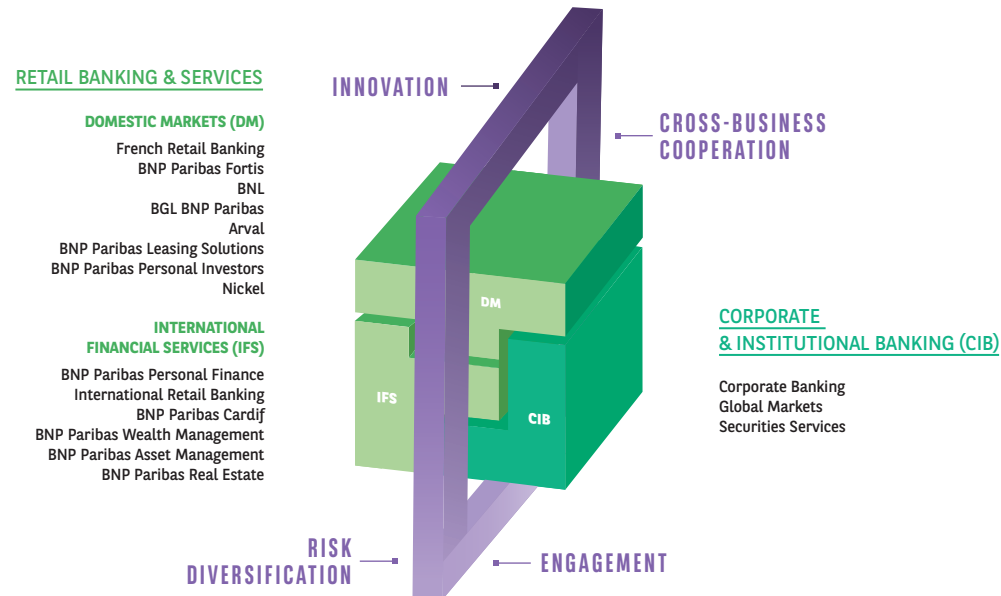 RETAIL BANKING & SERVICES
DOMESTIC MARKETS (DM)
French Retail Banking
BNP Paribas Fortis
BNL
BGL BNP Paribas
Arval
BNP Paribas Leasing Solutions
BNP Paribas Personal Investors
Nickel
INTERNATIONAL
FINANCIAL SERVICES (IFS)
BNP Paribas Personal Finance
International Retail Banking
BNP Paribas Cardif
BNP Paribas Wealth Management
BNP Paribas Asset Management
BNP Paribas Real Estate
INNOVATION
CROSS-BUSINESS
COOPERATION
DM
IFS
CIB
CORPORATE
& INSTITUTIONAL BANKING (CIB)
Corporate Banking
Global Markets
Securities Services
RISK
DIVERSIFICATION
ENGAGEMENT